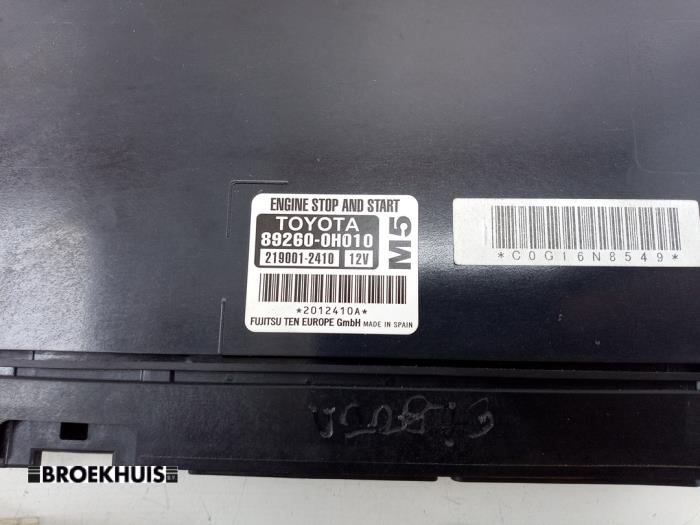 ENGINE STOP AND START
TOYOTA
89260-0H010
219001-2410 12V
M5
*2012410A*
FUJITSU TEN EUROPE GmbH MADE IN SPAIN
*C0G16N8549*
BROEKHUIS B.V.